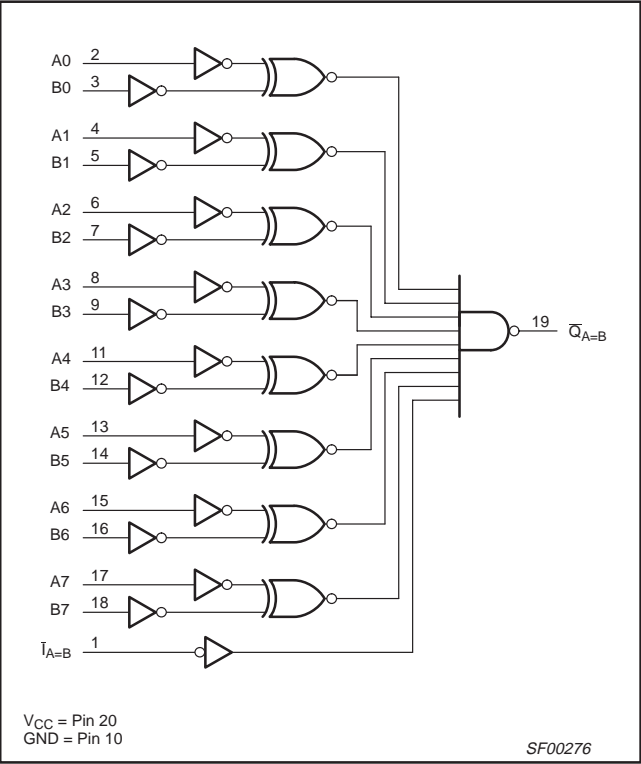 A0 2
B0 3
A1 4
B1 5
A2 6
B2 7
A3 8
B3 9
A4 11
B4 12
A5 13
B5 14
A6 15
B6 16
A7 17
B7 18
ĪA=B 1
19 Q̅A=B
VCC = Pin 20
GND = Pin 10
SF00276